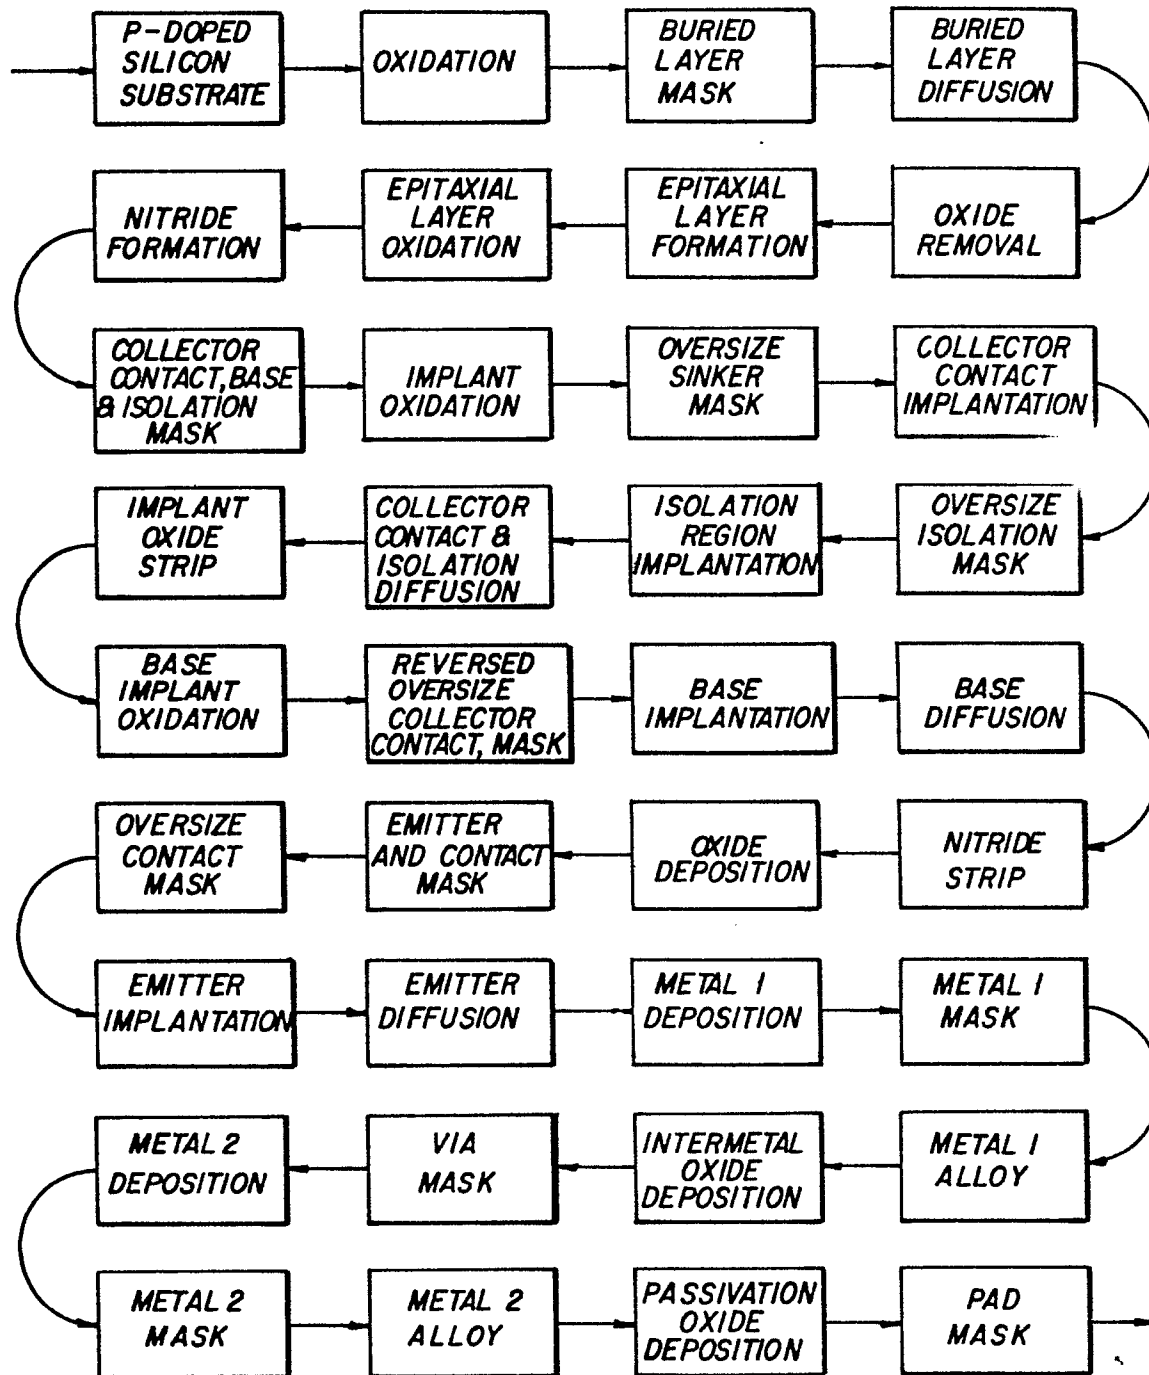 P-DOPED
SILICON
SUBSTRATE
OXIDATION
BURIED
LAYER
MASK
BURIED
LAYER
DIFFUSION
OXIDE
REMOVAL
EPITAXIAL
LAYER
FORMATION
EPITAXIAL
LAYER
OXIDATION
NITRIDE
FORMATION
COLLECTOR
CONTACT, BASE
& ISOLATION
MASK
IMPLANT
OXIDATION
OVERSIZE
SINKER
MASK
COLLECTOR
CONTACT
IMPLANTATION
OVERSIZE
ISOLATION
MASK
ISOLATION
REGION
IMPLANTATION
COLLECTOR
CONTACT &
ISOLATION
DIFFUSION
IMPLANT
OXIDE
STRIP
BASE
IMPLANT
OXIDATION
REVERSED
OVERSIZE
COLLECTOR
CONTACT, MASK
BASE
IMPLANTATION
BASE
DIFFUSION
NITRIDE
STRIP
OXIDE
DEPOSITION
EMITTER
AND CONTACT
MASK
OVERSIZE
CONTACT
MASK
EMITTER
IMPLANTATION
EMITTER
DIFFUSION
METAL 1
DEPOSITION
METAL 1
MASK
METAL 1
ALLOY
INTERMETAL
OXIDE
DEPOSITION
VIA
MASK
METAL 2
DEPOSITION
METAL 2
MASK
METAL 2
ALLOY
PASSIVATION
OXIDE
DEPOSITION
PAD
MASK